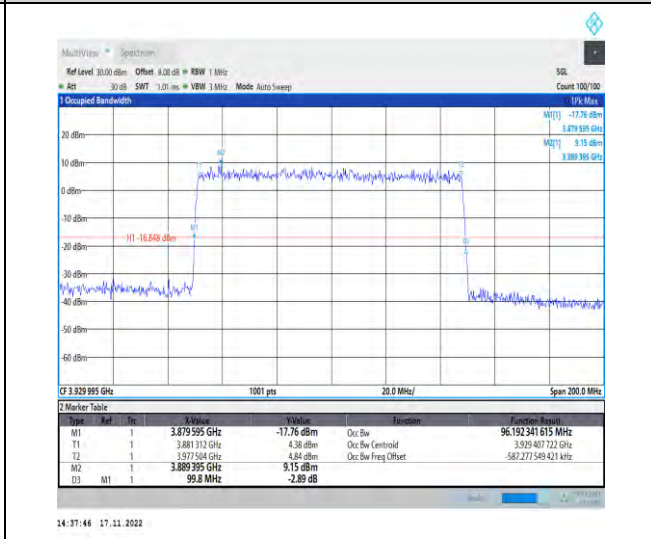 MultiView Spectrum
Ref Level 30.00 dBm Offset 8.00 dB RBW 1 MHz SGL
Att 30 dB SWT 1.01 ms VBW 3 MHz Mode Auto Sweep Count 100/100
1 Occupied Bandwidth 1Pk Max
M1[1] -17.76 dBm
3.879 595 GHz
M2[1] 9.15 dBm
3.889 395 GHz
20 dBm
10 dBm
M2
T1
T2
0 dBm
-10 dBm
M1
H1 -16.848 dBm
D3
-20 dBm
-30 dBm
-40 dBm
-50 dBm
-60 dBm
CF 3.929 995 GHz 1001 pts 20.0 MHz/ Span 200.0 MHz
2 Marker Table
Type Ref Trc X-Value Y-Value Function Function Result
M1 1 3.879 595 GHz -17.76 dBm Occ Bw 96.192 341 615 MHz
T1 1 3.881 312 GHz 4.38 dBm Occ Bw Centroid 3.929 407 722 GHz
T2 1 3.977 504 GHz 4.84 dBm Occ Bw Freq Offset -587.277 549 421 kHz
M2 1 3.889 395 GHz 9.15 dBm
D3 M1 1 99.8 MHz -2.89 dB
14:37:46 17.11.2022